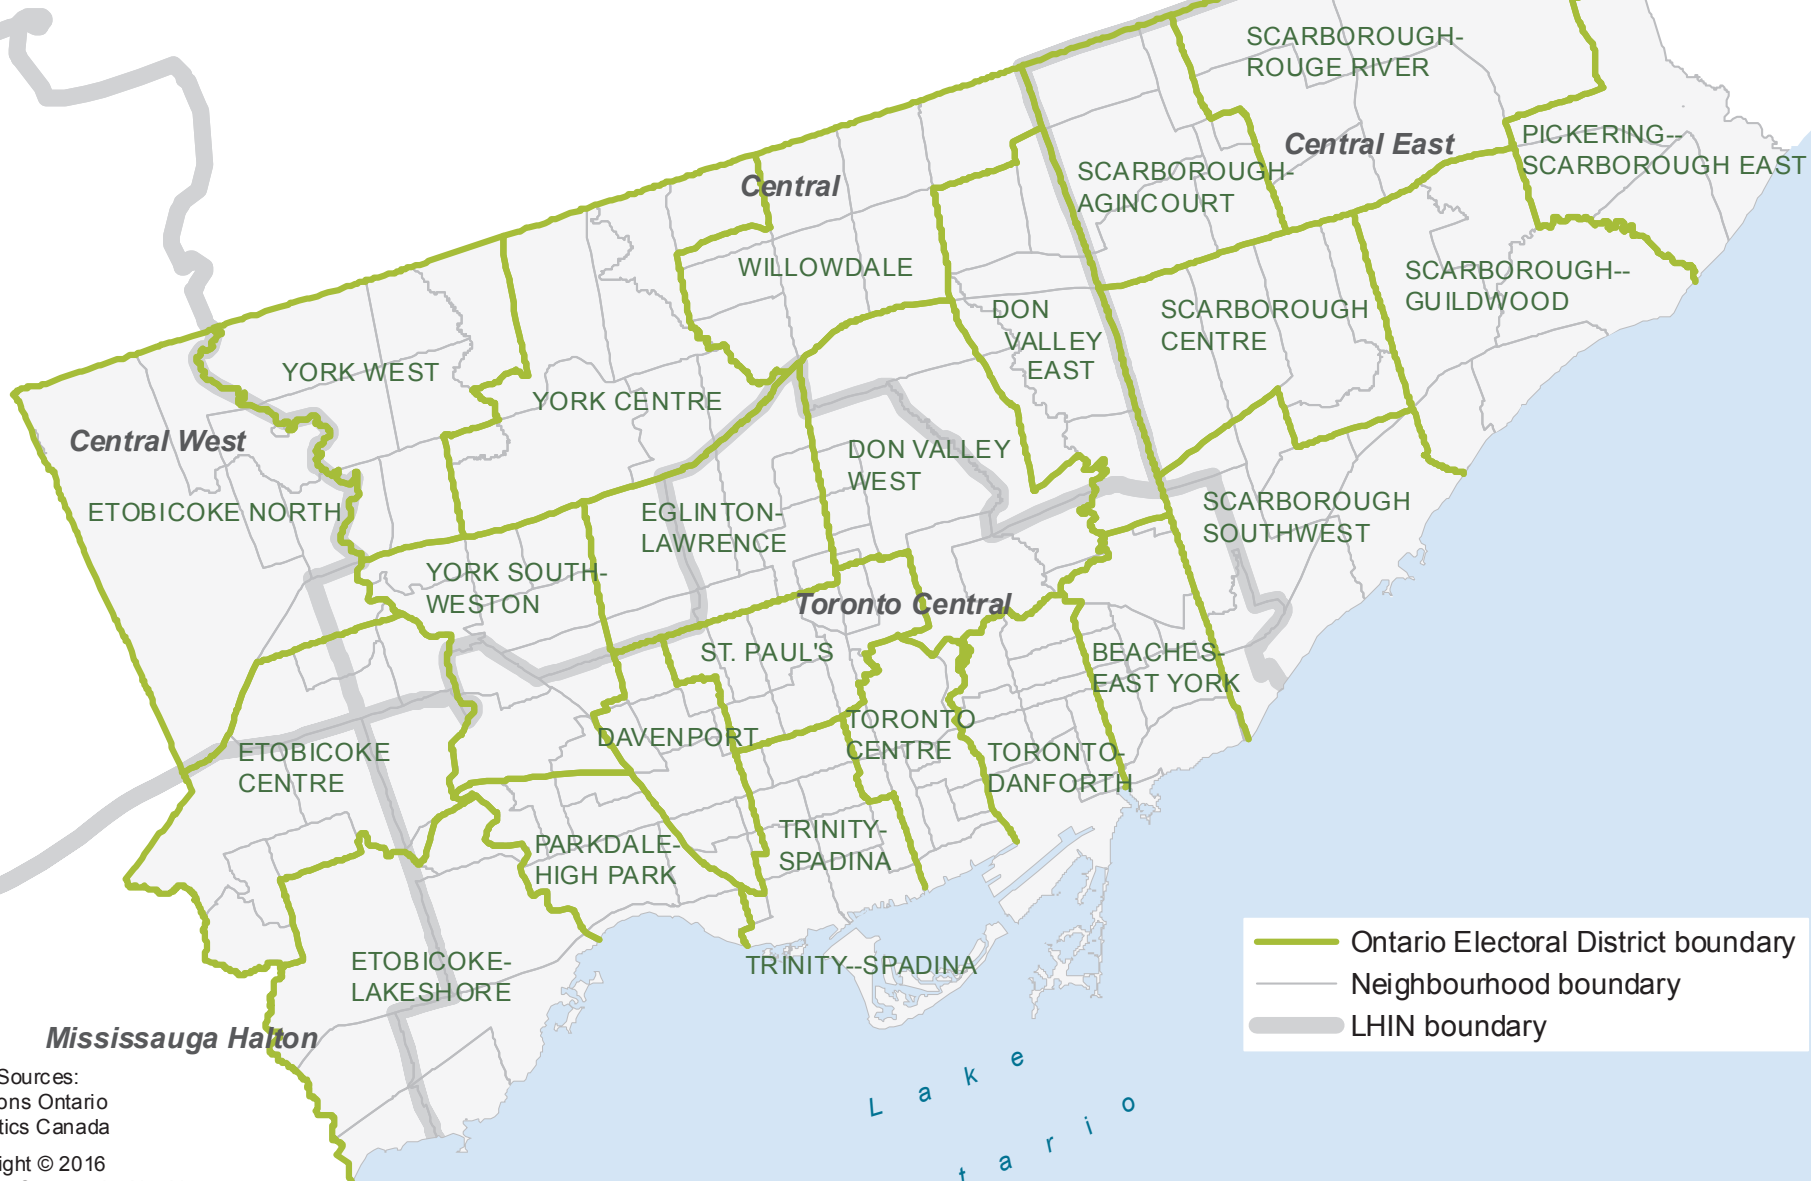 SCARBOROUGH-
ROUGE RIVER
Central East
PICKERING--
SCARBOROUGH EAST
Central
SCARBOROUGH-
AGINCOURT
WILLOWDALE
SCARBOROUGH--
GUILDWOOD
DON
VALLEY
EAST
SCARBOROUGH
CENTRE
YORK WEST
YORK CENTRE
Central West
DON VALLEY
WEST
ETOBICOKE NORTH
EGLINTON-
LAWRENCE
SCARBOROUGH
SOUTHWEST
YORK SOUTH-
WESTON
Toronto Central
ST. PAUL'S
BEACHES-
EAST YORK
DAVENPORT
TORONTO
CENTRE
ETOBICOKE
CENTRE
TORONTO-
DANFORTH
PARKDALE-
HIGH PARK
TRINITY-
SPADINA
ETOBICOKE-
LAKESHORE
TRINITY--SPADINA
Ontario Electoral District boundary
Neighbourhood boundary
LHIN boundary
Mississauga Halton
Lake
tario
Sources:
ons Ontario
tics Canada
ight © 2016